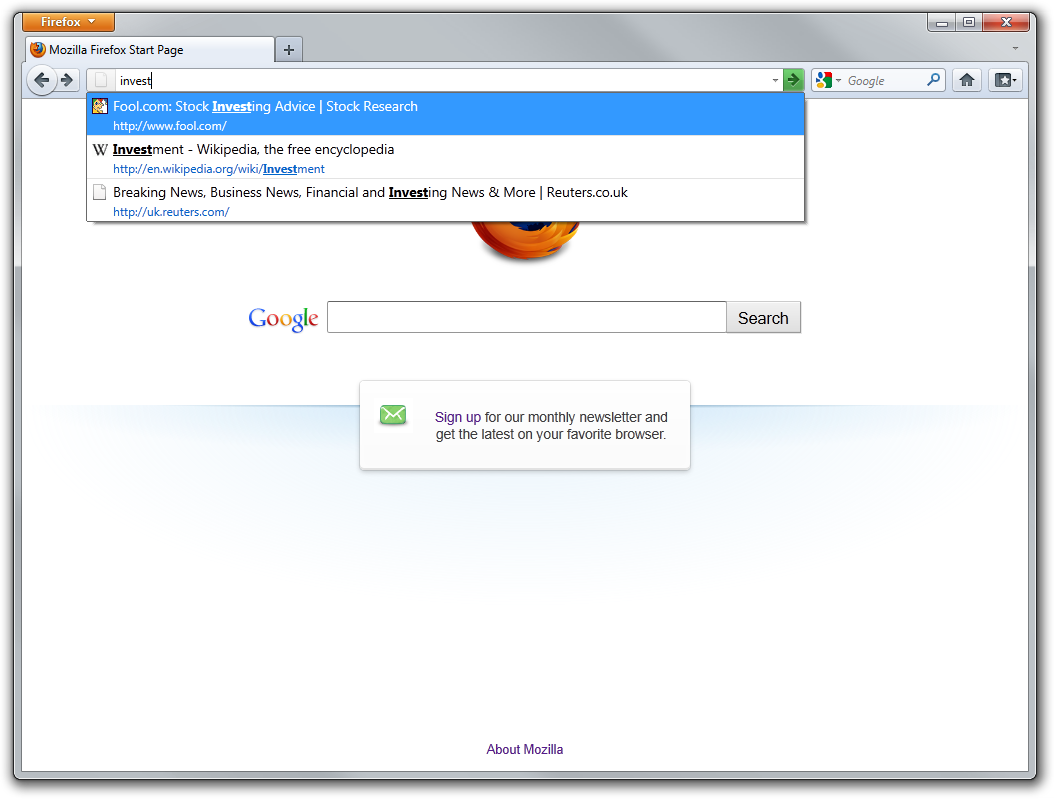 Firefox
Mozilla Firefox Start Page
invest
Google
Fool.com: Stock Investing Advice | Stock Research
http://www.fool.com/
W Investment - Wikipedia, the free encyclopedia
http://en.wikipedia.org/wiki/Investment
Breaking News, Business News, Financial and Investing News & More | Reuters.co.uk
http://uk.reuters.com/
Google
Search
Sign up for our monthly newsletter and
get the latest on your favorite browser.
About Mozilla